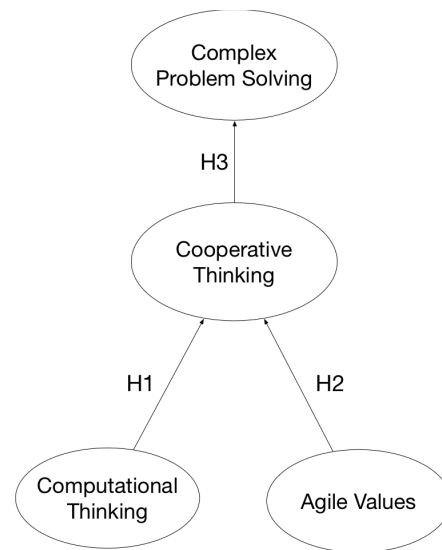 Complex
Problem Solving
H3
Cooperative
Thinking
H1
H2
Computational
Thinking
Agile Values